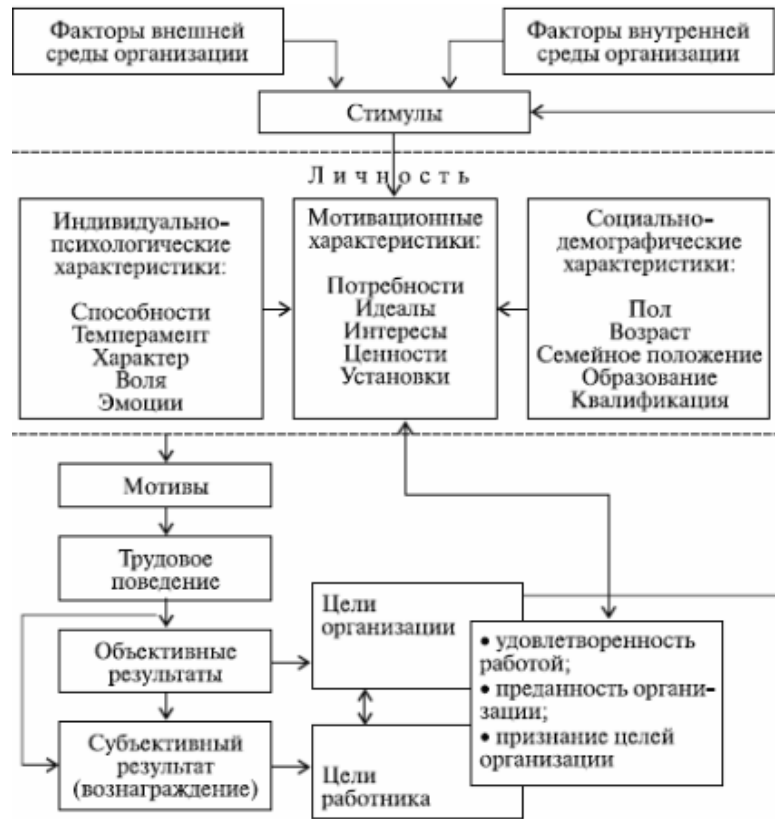 Факторы внешней
среды организации
Факторы внутренней
среды организации
Стимулы
Личность
Индивидуально-
психологические
характеристики:
Способности
Темперамент
Характер
Воля
Эмоции
Мотивационные
характеристики:
Потребности
Идеалы
Интересы
Ценности
Установки
Социально-
демографические
характеристики:
Пол
Возраст
Семейное положение
Образование
Квалификация
Мотивы
Трудовое
поведение
Объективные
результаты
Субъективный
результат
(вознаграждение)
Цели
организации
Цели
работника
• удовлетворенность
работой;
• преданность органи-
зации;
• признание целей
организации